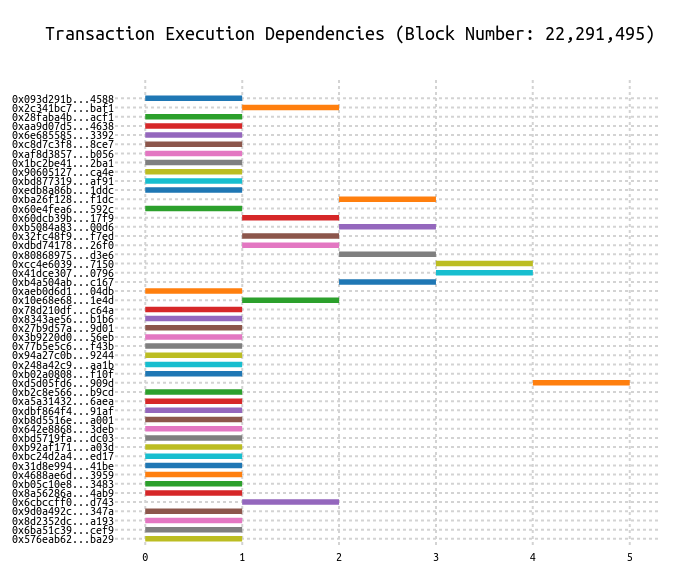 Transaction Execution Dependencies (Block Number: 22,291,495)
0x093d291b...4588
0x2c341bc7...baf1
0x28faba4b...acf1
0xaa9d07d5...4638
0x6e685585...3392
0xc8d7c3f8...8ce7
0xaf8d3857...b056
0x1bc2be41...2ba1
0x90605127...ca4e
0xbd877319...af91
0xedb8a86b...1ddc
0xba26f128...f1dc
0x60e4fea6...592c
0x60dcb39b...17f9
0xb5084a83...00d6
0x32fc48f9...f7ed
0xdbd74178...26f0
0x80868975...d3e6
0xcc4e6039...7150
0x41dce307...0796
0xb4a504ab...c167
0xaeb0d6d1...04db
0x10e68e68...1e4d
0x78d210df...c64a
0x8343ae56...b1b6
0x27b9d57a...9d01
0x3b9220d0...56eb
0x77b5e5c6...f43b
0x94a27c0b...9244
0x248a42c9...aa1b
0xb02a0808...f10f
0xd5d05fd6...909d
0xb2c8e566...b9cd
0xa5a31432...6aea
0xdbf864f4...91af
0xb8d5516e...a001
0x642e8868...3deb
0xbd5719fa...dc03
0xb92af171...a03d
0xbc24d2a4...ed17
0x31d8e994...41be
0x4688ae6d...3959
0xb05c10e8...3483
0x8a56286a...4ab9
0x6cbccff0...d743
0x9d0a492c...347a
0x8d2352dc...a193
0x6ba51c39...cef9
0x576eab62...ba29
0 1 2 3 4 5